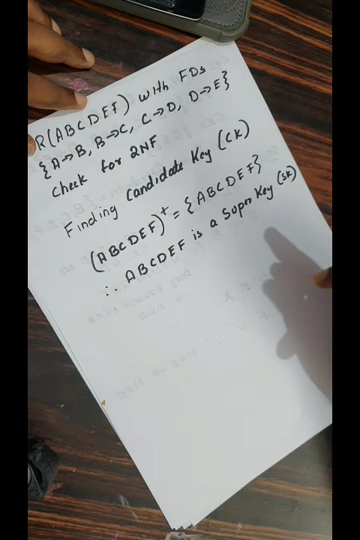 R(ABCDEF) with FDs
{A→B, B→C, C→D, D→E}
check for 2NF
Finding candidate Key (CK)
(ABCDEF)⁺ = {ABCDEF}
∴ ABCDEF is a Super Key (SK)